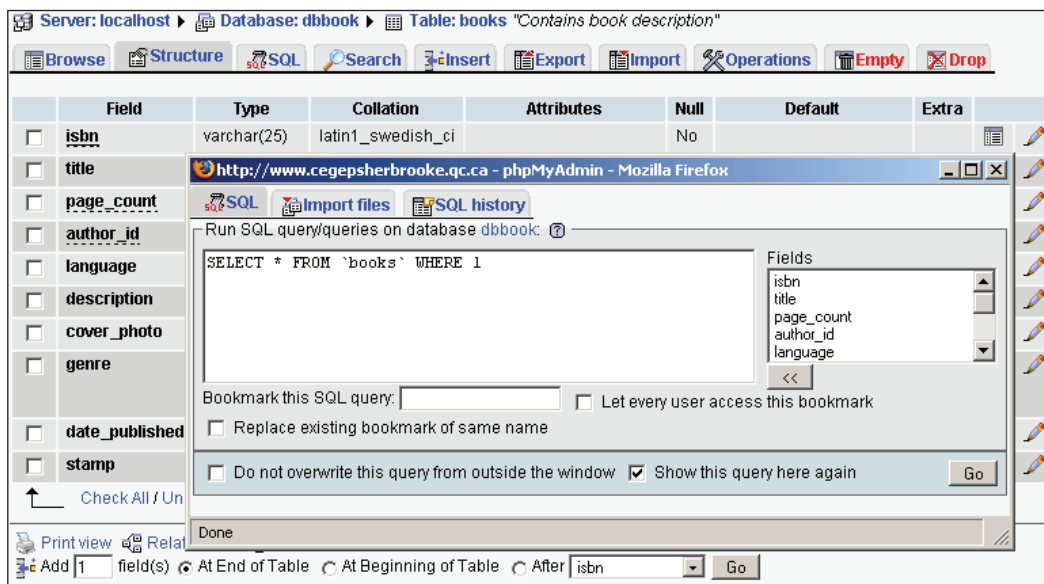 Server: localhost ▸ Database: dbbook ▸ Table: books "Contains book description"
Browse Structure SQL Search Insert Export Import Operations Empty Drop
Field Type Collation Attributes Null Default Extra
isbn varchar(25) latin1_swedish_ci No
title
http://www.cegepsherbrooke.qc.ca - phpMyAdmin - Mozilla Firefox
page_count
SQL Import files SQL history
author_id
Run SQL query/queries on database dbbook:
language
SELECT * FROM `books` WHERE 1
Fields
isbn
title
page_count
author_id
language
description
cover_photo
genre
<<
Bookmark this SQL query:
Let every user access this bookmark
date_published
Replace existing bookmark of same name
stamp
Do not overwrite this query from outside the window Show this query here again Go
Check All / Un
Done
Print view Relat
Add 1 field(s) At End of Table At Beginning of Table After isbn Go